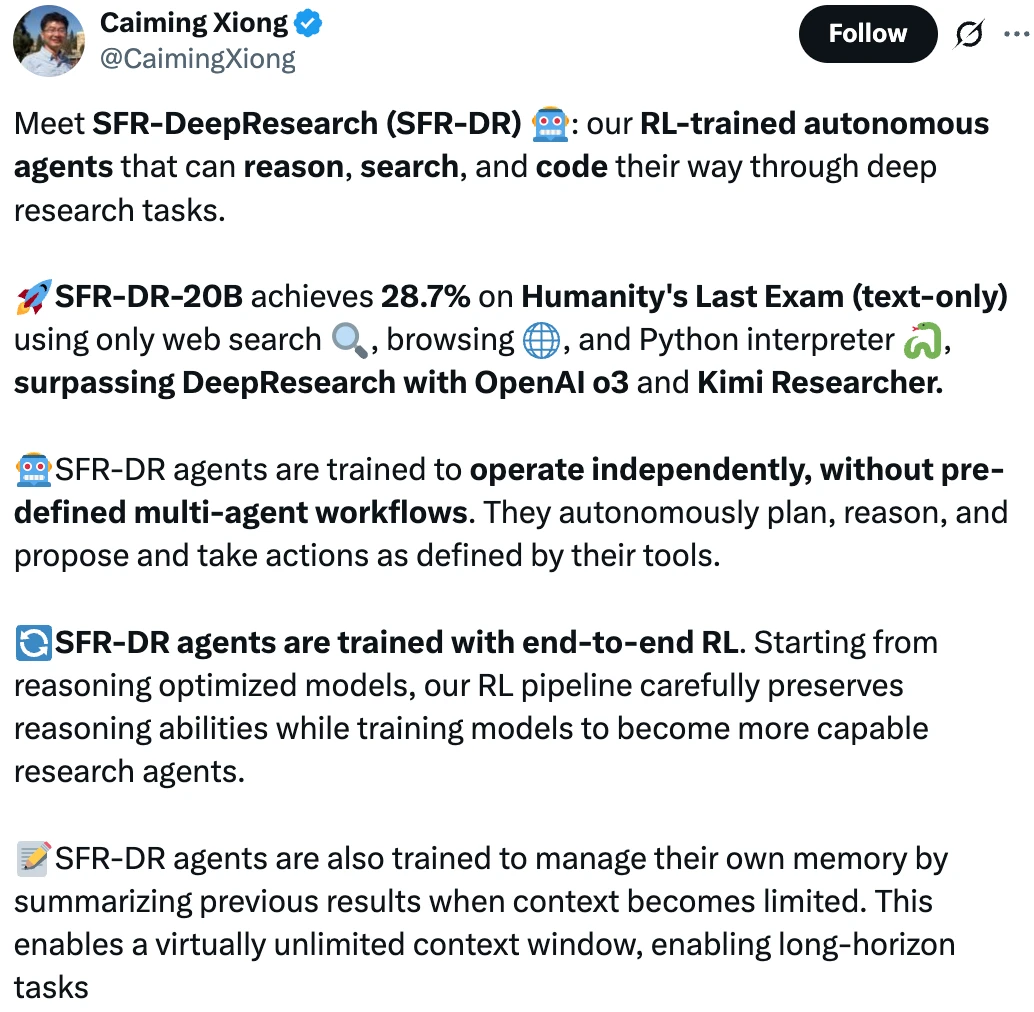 Caiming Xiong
@CaimingXiong
Follow
Meet SFR-DeepResearch (SFR-DR) 🤖: our RL-trained autonomous
agents that can reason, search, and code their way through deep
research tasks.
🚀SFR-DR-20B achieves 28.7% on Humanity's Last Exam (text-only)
using only web search 🔍, browsing 🌐, and Python interpreter 🐍,
surpassing DeepResearch with OpenAI o3 and Kimi Researcher.
🤖SFR-DR agents are trained to operate independently, without pre-
defined multi-agent workflows. They autonomously plan, reason, and
propose and take actions as defined by their tools.
🔄SFR-DR agents are trained with end-to-end RL. Starting from
reasoning optimized models, our RL pipeline carefully preserves
reasoning abilities while training models to become more capable
research agents.
📝SFR-DR agents are also trained to manage their own memory by
summarizing previous results when context becomes limited. This
enables a virtually unlimited context window, enabling long-horizon
tasks